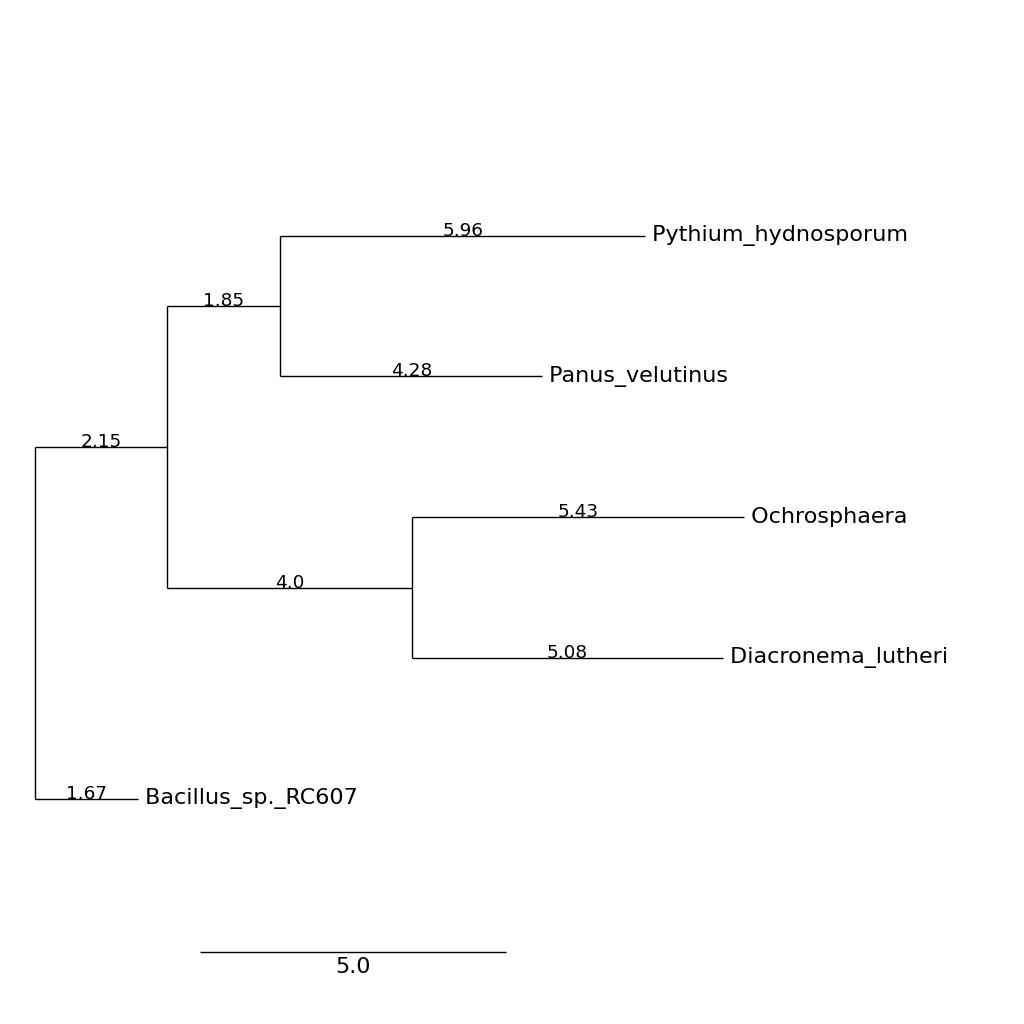 5.96
Pythium_hydnosporum
1.85
4.28
Panus_velutinus
2.15
5.43
Ochrosphaera
4.0
5.08
Diacronema_lutheri
1.67
Bacillus_sp._RC607
5.0